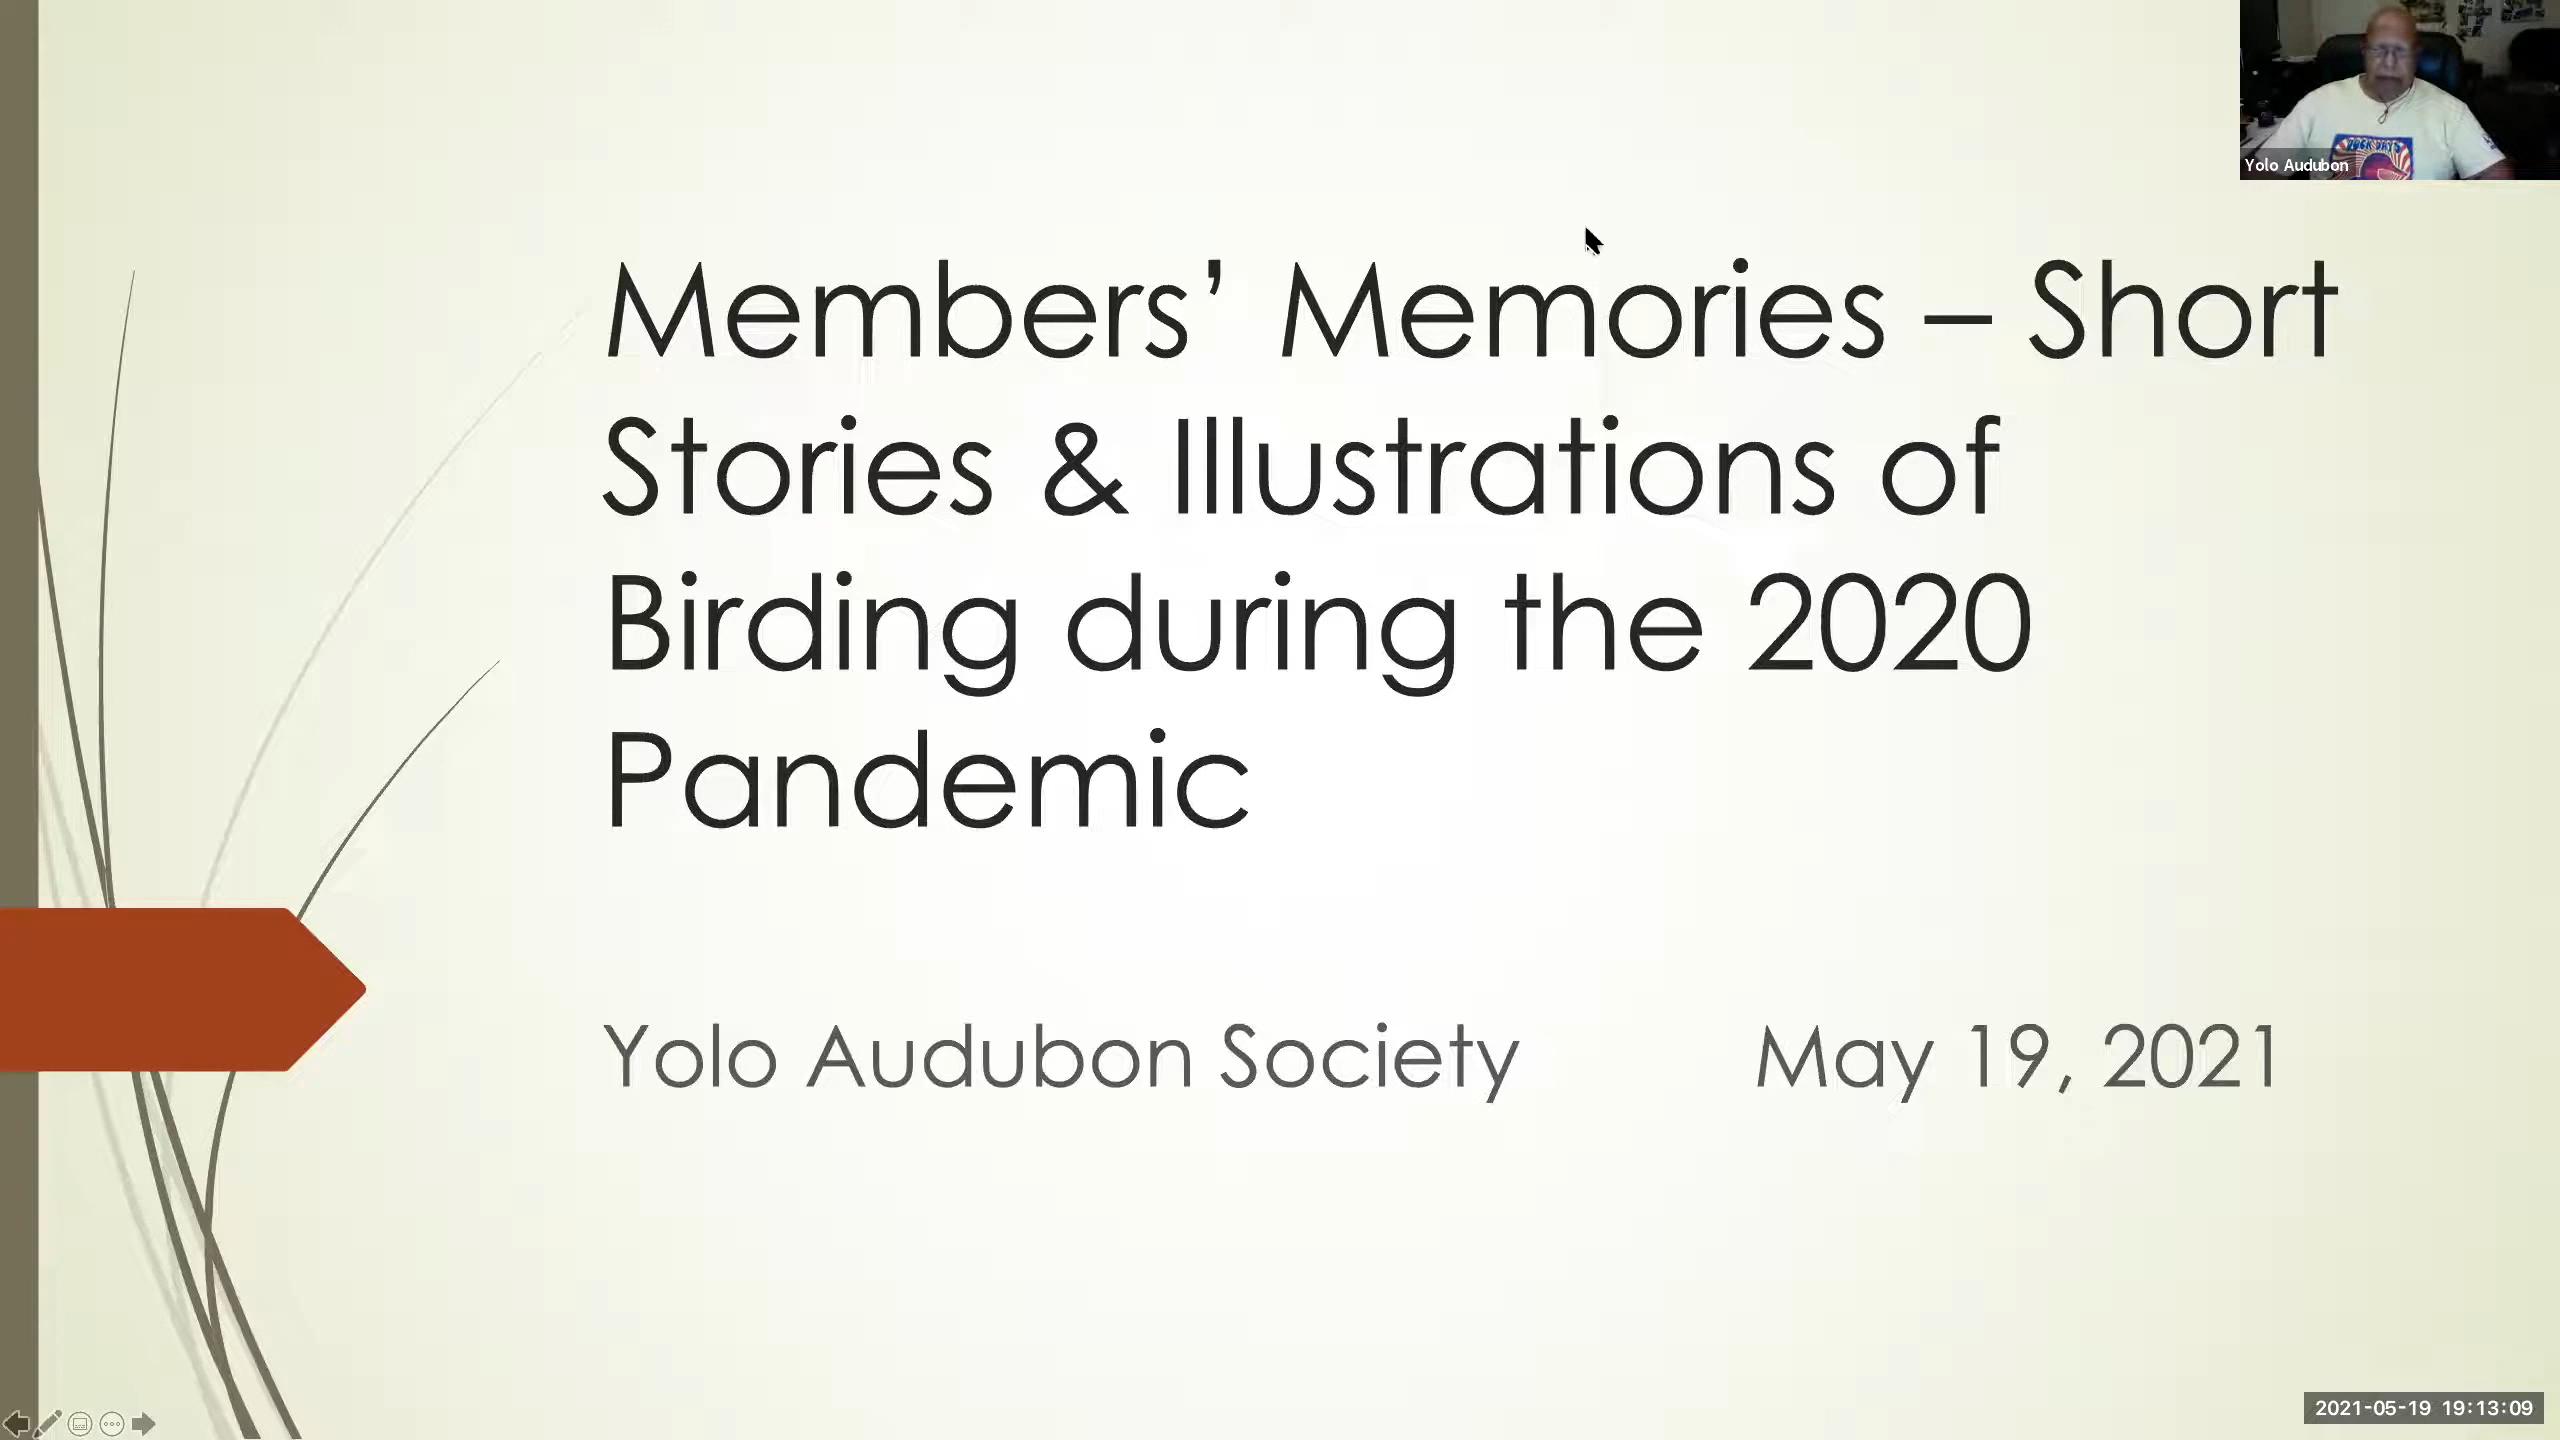 Yolo Audubon
Members’ Memories – Short
Stories & Illustrations of
Birding during the 2020
Pandemic
Yolo Audubon Society May 19, 2021
2021-05-19 19:13:09